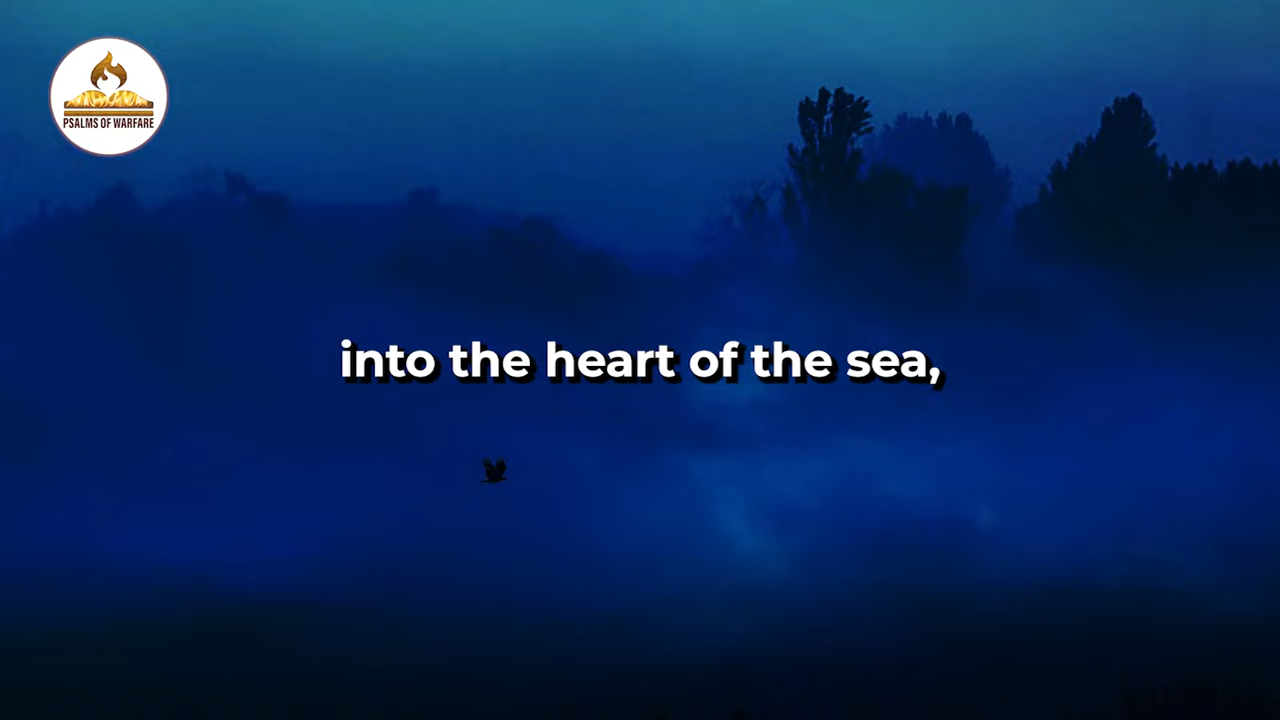 PSALMS OF WARFARE
into the heart of the sea,